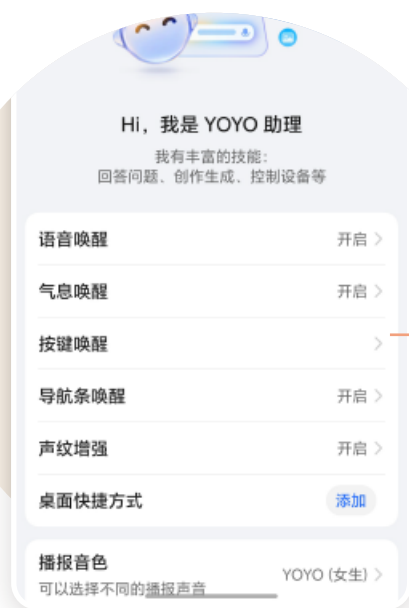 Hi，我是 YOYO 助理
我有丰富的技能：
回答问题、创作生成、控制设备等
语音唤醒 开启
气息唤醒 开启
按键唤醒
导航条唤醒 开启
声纹增强 开启
桌面快捷方式 添加
播报音色 YOYO (女生)
可以选择不同的播报声音